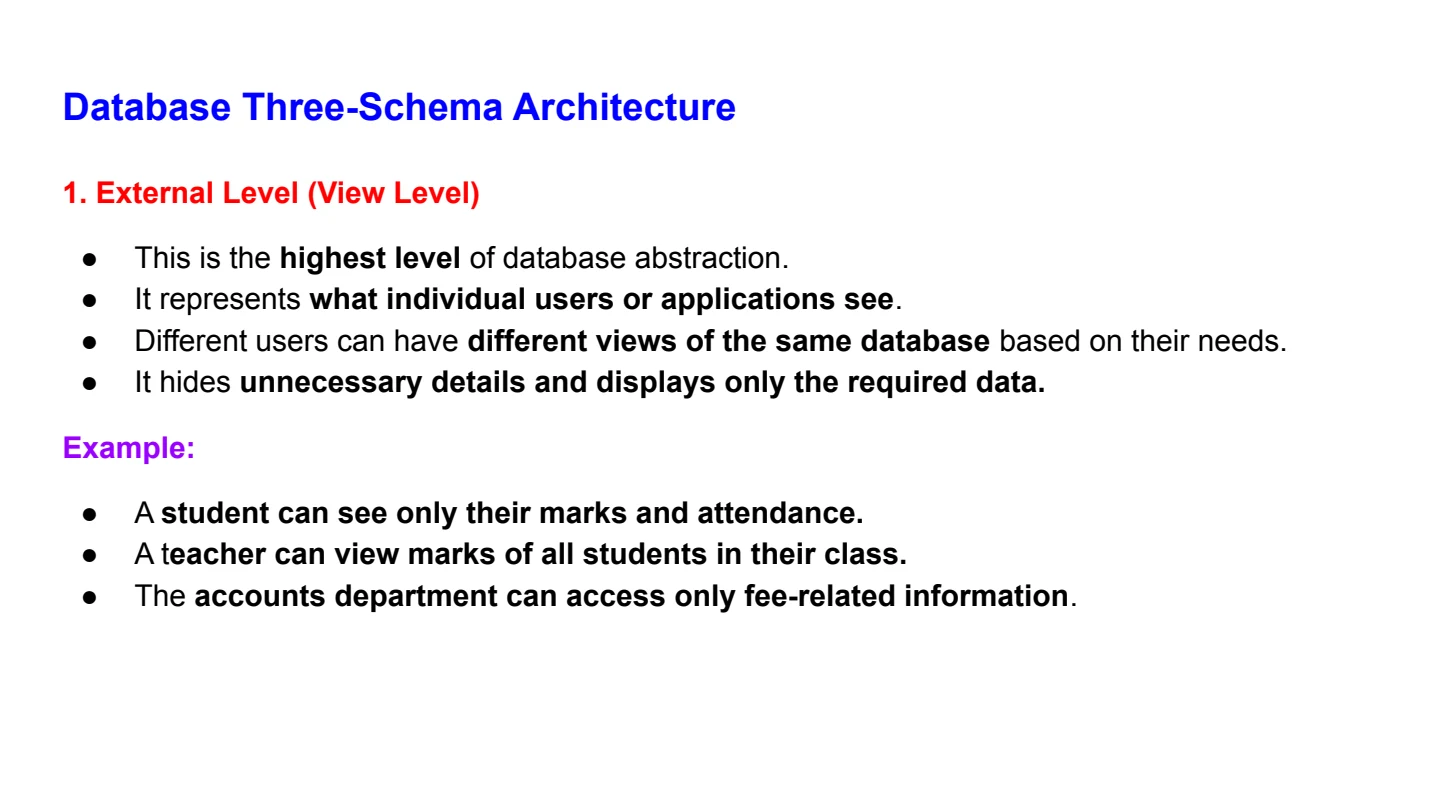 Database Three-Schema Architecture
1. External Level (View Level)
● This is the highest level of database abstraction.
● It represents what individual users or applications see.
● Different users can have different views of the same database based on their needs.
● It hides unnecessary details and displays only the required data.
Example:
● A student can see only their marks and attendance.
● A teacher can view marks of all students in their class.
● The accounts department can access only fee-related information.